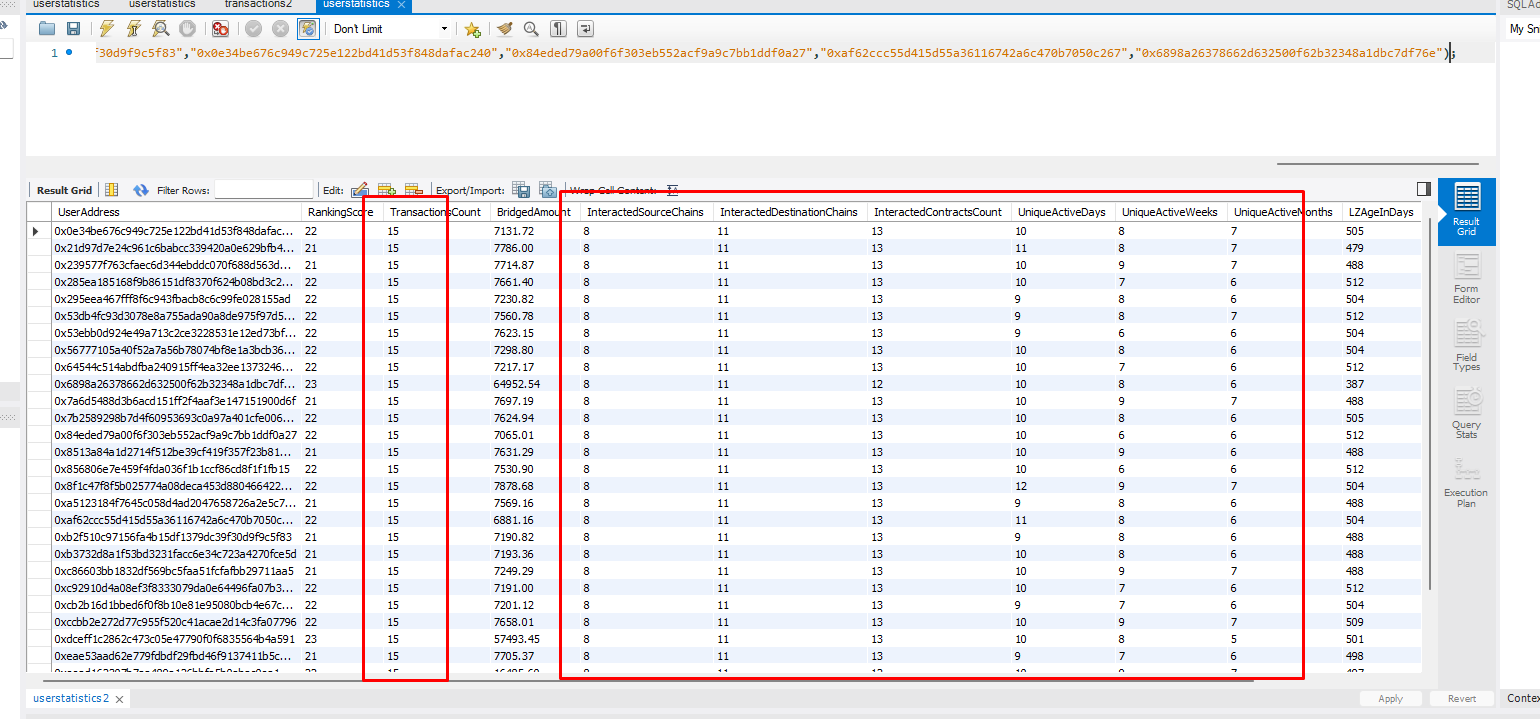 userstatistics userstatistics transactions2 userstatistics
SQLAc
Don't Limit
My Sni
1 f30d9f9c5f83","0x0e34be676c949c725e122bd41d53f848dafac240","0x84eded79a00f6f303eb552acf9a9c7bb1ddf0a27","0xaf62ccc55d415d55a36116742a6c470b7050c267","0x6898a26378662d632500f62b32348a1dbc7df76e");
Result Grid Filter Rows: Edit: Export/Import: Wrap Cell Content:
UserAddress RankingScore TransactionsCount BridgedAmount InteractedSourceChains InteractedDestinationChains InteractedContractsCount UniqueActiveDays UniqueActiveWeeks UniqueActiveMonths LZAgeInDays
0x0e34be676c949c725e122bd41d53f848dafac... 22 15 7131.72 8 11 13 10 8 7 505
0x21d97d7e24c961c6babcc339420a0e629bfb4... 21 15 7786.00 8 11 13 11 8 7 479
0x239577f763cfaec6d344ebddc070f688d563d... 21 15 7714.87 8 11 13 10 9 7 488
0x285ea185168f9b86151df8370f624b08bd3c2... 22 15 7661.40 8 11 13 10 7 6 512
0x295eea467fff8f6c943fbacb8c6c99fe028155ad 22 15 7230.82 8 11 13 9 8 6 504
0x53db4fc93d3078e8a755ada90a8de975f97d5... 22 15 7560.78 8 11 13 9 8 7 512
0x53ebb0d924e49a713c2ce3228531e12ed73bf... 22 15 7623.15 8 11 13 9 6 6 504
0x56777105a40f52a7a56b78074bf8e1a3bcb36... 22 15 7298.80 8 11 13 10 8 6 504
0x64544c514abdfba240915ff4ea32ee1373246... 22 15 7217.17 8 11 13 10 7 6 512
0x6898a26378662d632500f62b32348a1dbc7df... 23 15 64952.54 8 11 12 10 8 6 387
0x7a6d5488d3b6acd151ff2f4aaf3e147151900d6f 21 15 7697.19 8 11 13 10 9 7 488
0x7b2589298b7d4f60953693c0a97a401cfe006... 22 15 7624.94 8 11 13 10 8 6 505
0x84eded79a00f6f303eb552acf9a9c7bb1ddf0a27 22 15 7065.01 8 11 13 10 6 6 512
0x8513a84a1d2714f512be39cf419f357f23b81... 21 15 7631.29 8 11 13 10 9 6 488
0x856806e7e459f4fda036f1b1ccf86cd8f1f1fb15 22 15 7530.90 8 11 13 10 6 6 512
0x8f1c47f8f5b025774a08deca453d880466422... 22 15 7878.68 8 11 13 12 9 7 504
0xa5123184f7645c058d4ad2047658726a2e5c7... 21 15 7569.16 8 11 13 9 8 6 488
0xaf62ccc55d415d55a36116742a6c470b7050c... 22 15 6881.16 8 11 13 11 8 6 504
0xb2f510c97156fa4b15df1379dc39f30d9f9c5f83 21 15 7190.82 8 11 13 9 8 6 488
0xb3732d8a1f53bd3231facc6e34c723a4270fce5d 21 15 7193.36 8 11 13 10 8 6 488
0xc86603bb1832df569bc5faa51fcfafbb29711aa5 21 15 7249.29 8 11 13 10 9 7 488
0xc92910d4a08ef3f8333079da0e64496fa07b3... 22 15 7191.00 8 11 13 10 7 6 512
0xcb2b16d1bbed6f0f8b10e81e95080bcb4e67c... 22 15 7201.12 8 11 13 9 7 6 504
0xccbb2e272d77c955f520c41acae2d14c3fa07796 22 15 7658.01 8 11 13 10 9 7 509
0xdceff1c2862c473c05e47790f0f6835564b4a591 23 15 57493.45 8 11 13 10 8 5 501
0xeae53aad62e779fdbdf29fbd46f9137411b5c... 21 15 7705.37 8 11 13 9 7 6 498
Result Grid
Form Editor
Field Types
Query Stats
Execution Plan
userstatistics2 Apply Revert Contex